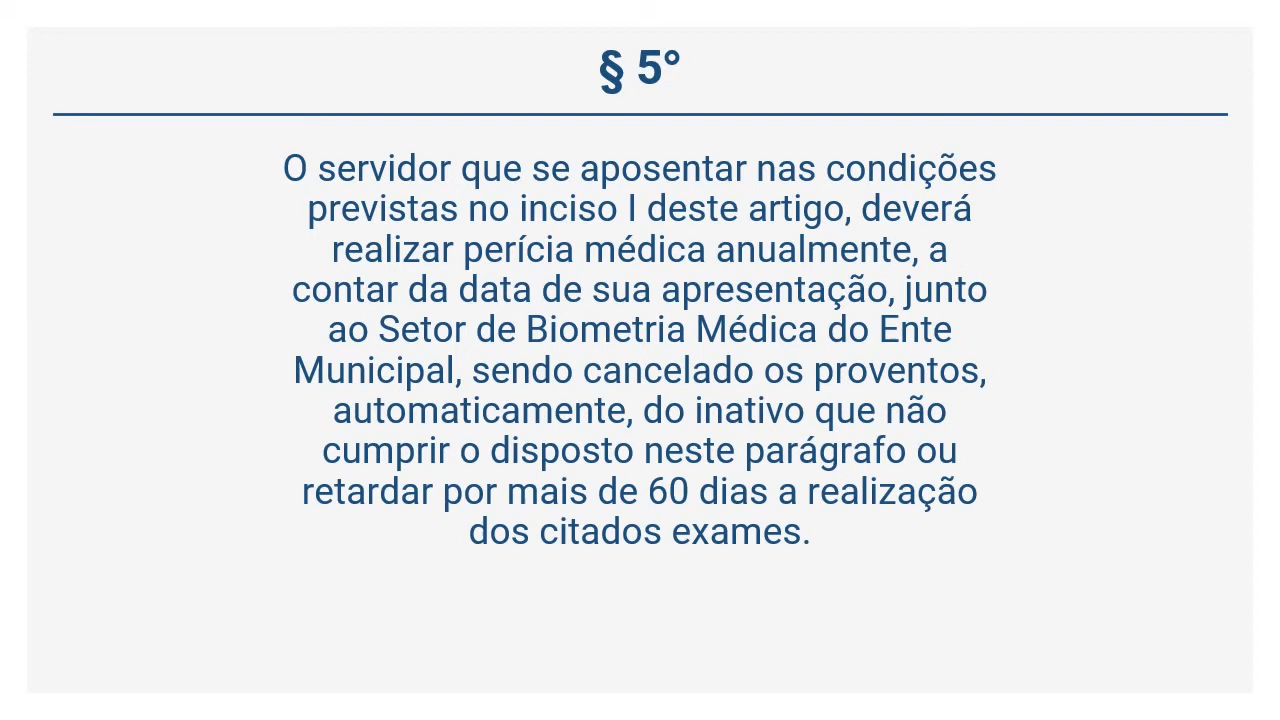 § 5°
O servidor que se aposentar nas condições
previstas no inciso I deste artigo, deverá
realizar perícia médica anualmente, a
contar da data de sua apresentação, junto
ao Setor de Biometria Médica do Ente
Municipal, sendo cancelado os proventos,
automaticamente, do inativo que não
cumprir o disposto neste parágrafo ou
retardar por mais de 60 dias a realização
dos citados exames.